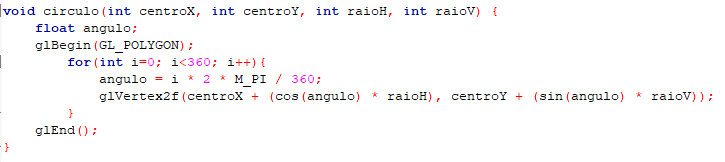 void circulo(int centroX, int centroY, int raioH, int raioV) {
    float angulo;
    glBegin(GL_POLYGON);
        for(int i=0; i<360; i++){
            angulo = i * 2 * M_PI / 360;
            glVertex2f(centroX + (cos(angulo) * raioH), centroY + (sin(angulo) * raioV));
        }
    glEnd();
}